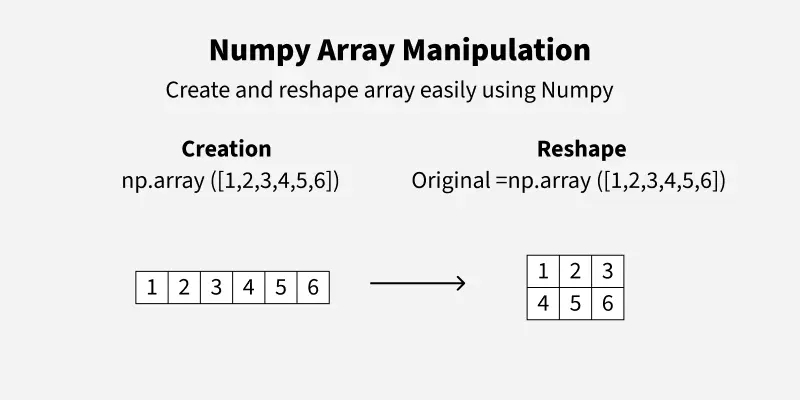 Numpy Array Manipulation
Create and reshape array easily using Numpy
Creation
np.array ([1,2,3,4,5,6])
Reshape
Original =np.array ([1,2,3,4,5,6])
1 2 3 4 5 6
1 2 3
4 5 6